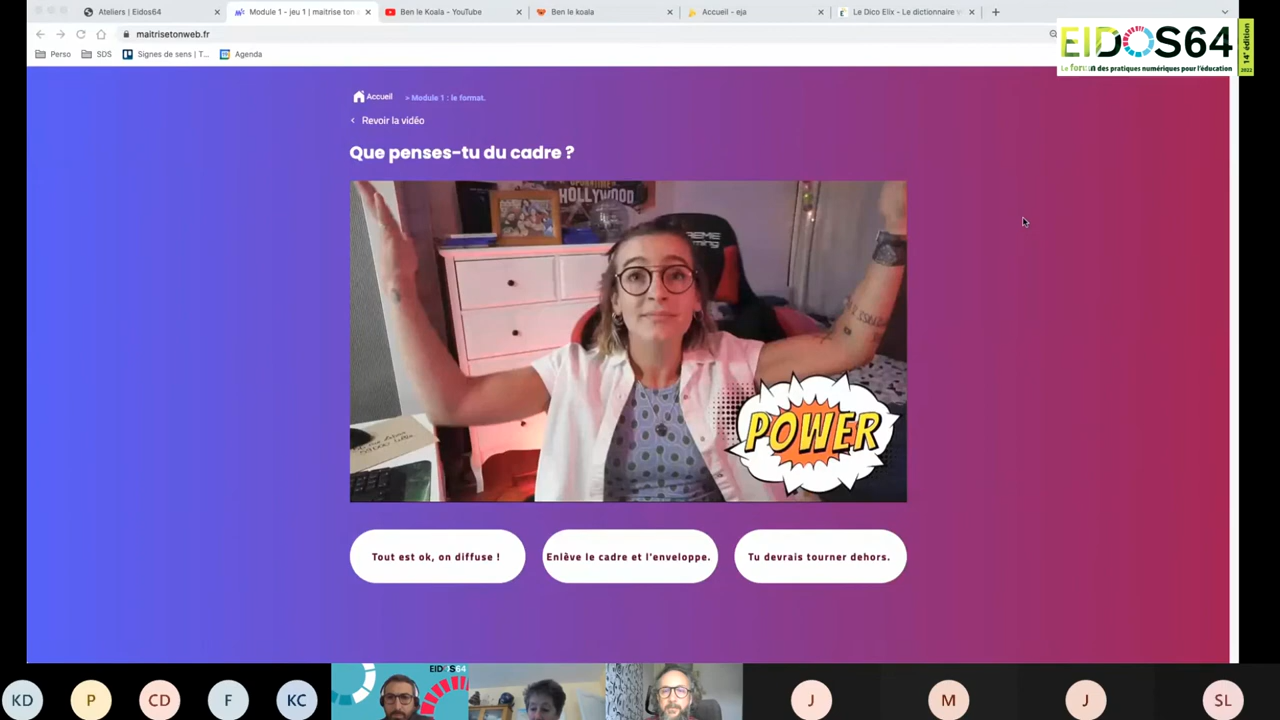 Ateliers | Eidos64
Module 1 - jeu 1 | maitrise ton
Ben le Koala - YouTube
Ben le koala
Accueil - eja
Le Dico Elix - Le dictionnaire v
maitrisetonweb.fr
Perso
SDS
Signes de sens | T...
Agenda
EIDOS64
Le forum des pratiques numériques pour l'éducation
14e édition
2022
Accueil
> Module 1 : le format.
Revoir la vidéo
Que penses-tu du cadre ?
HOLLYWOOD
POWER
Tout est ok, on diffuse !
Enlève le cadre et l'enveloppe.
Tu devrais tourner dehors.
EIDOS64
KD
P
CD
F
KC
J
M
J
SL